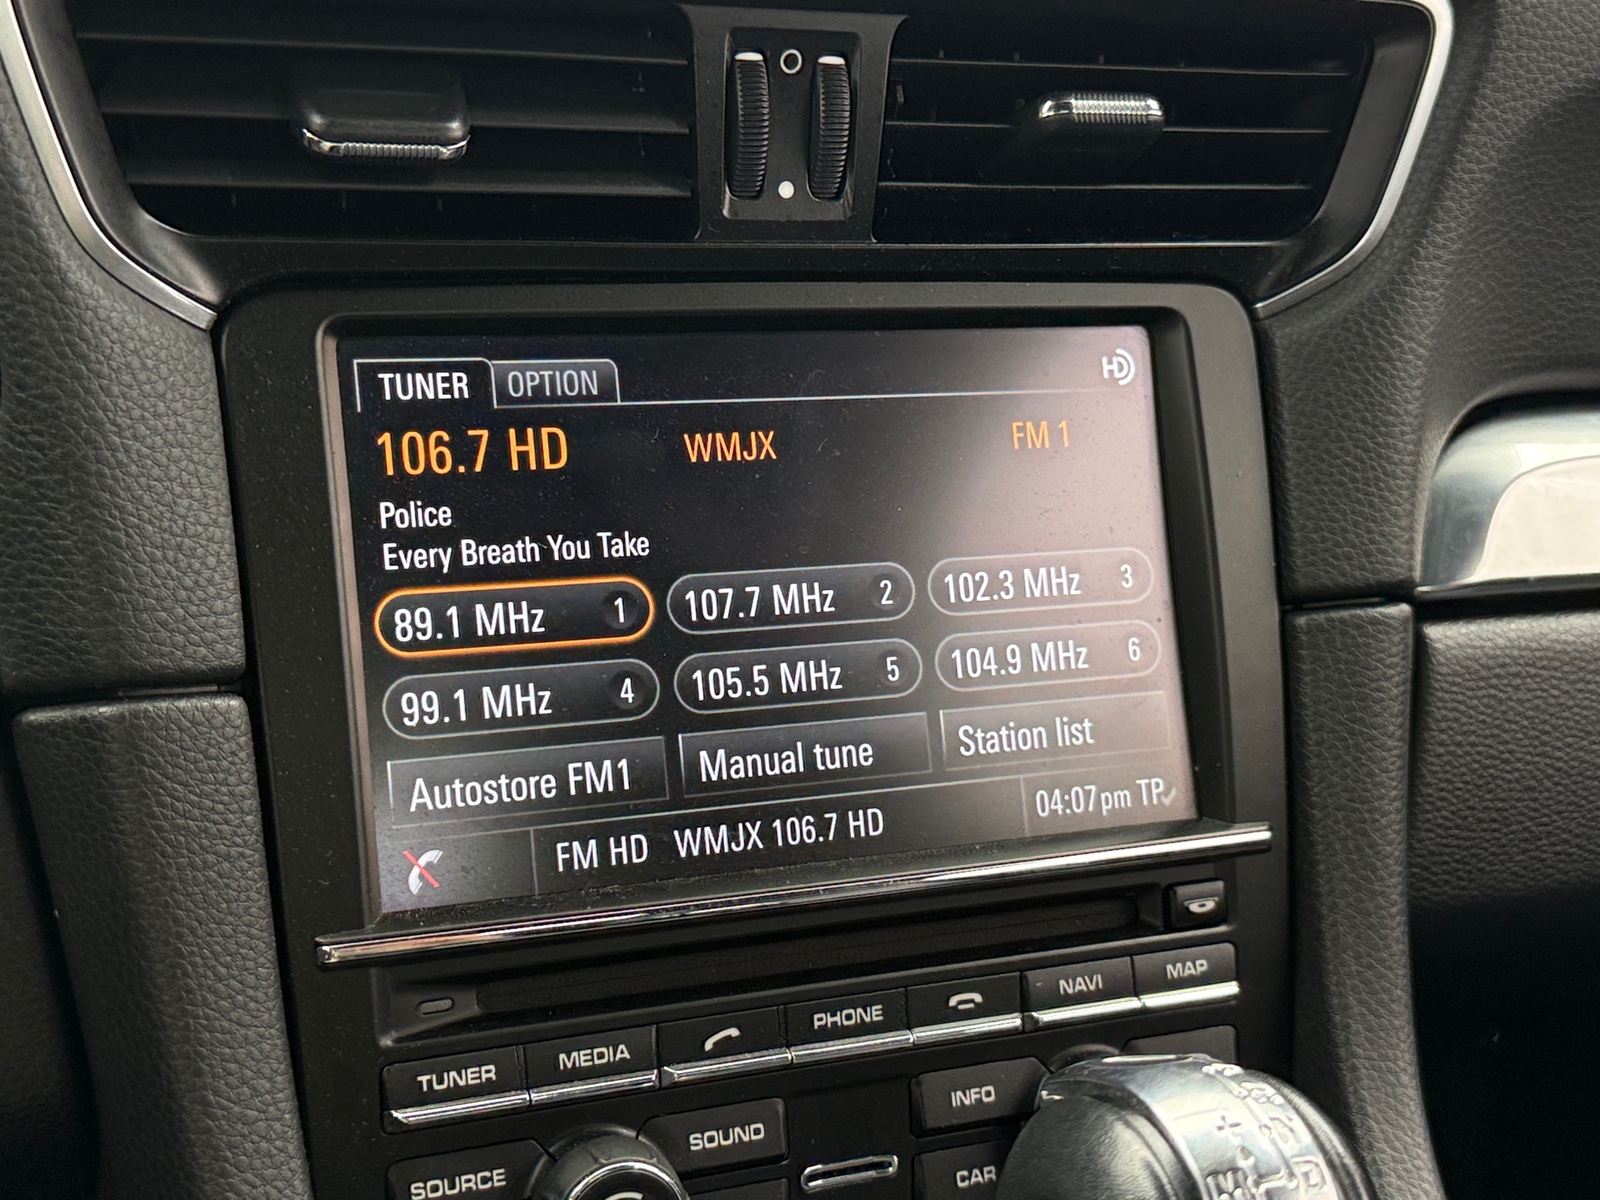 TUNER OPTION HD
106.7 HD WMJX FM 1
Police
Every Breath You Take
89.1 MHz 1 107.7 MHz 2 102.3 MHz 3
99.1 MHz 4 105.5 MHz 5 104.9 MHz 6
Autostore FM1 Manual tune Station list
FM HD WMJX 106.7 HD 04:07pm TP
TUNER MEDIA PHONE NAVI MAP
SOUND INFO
SOURCE CAR